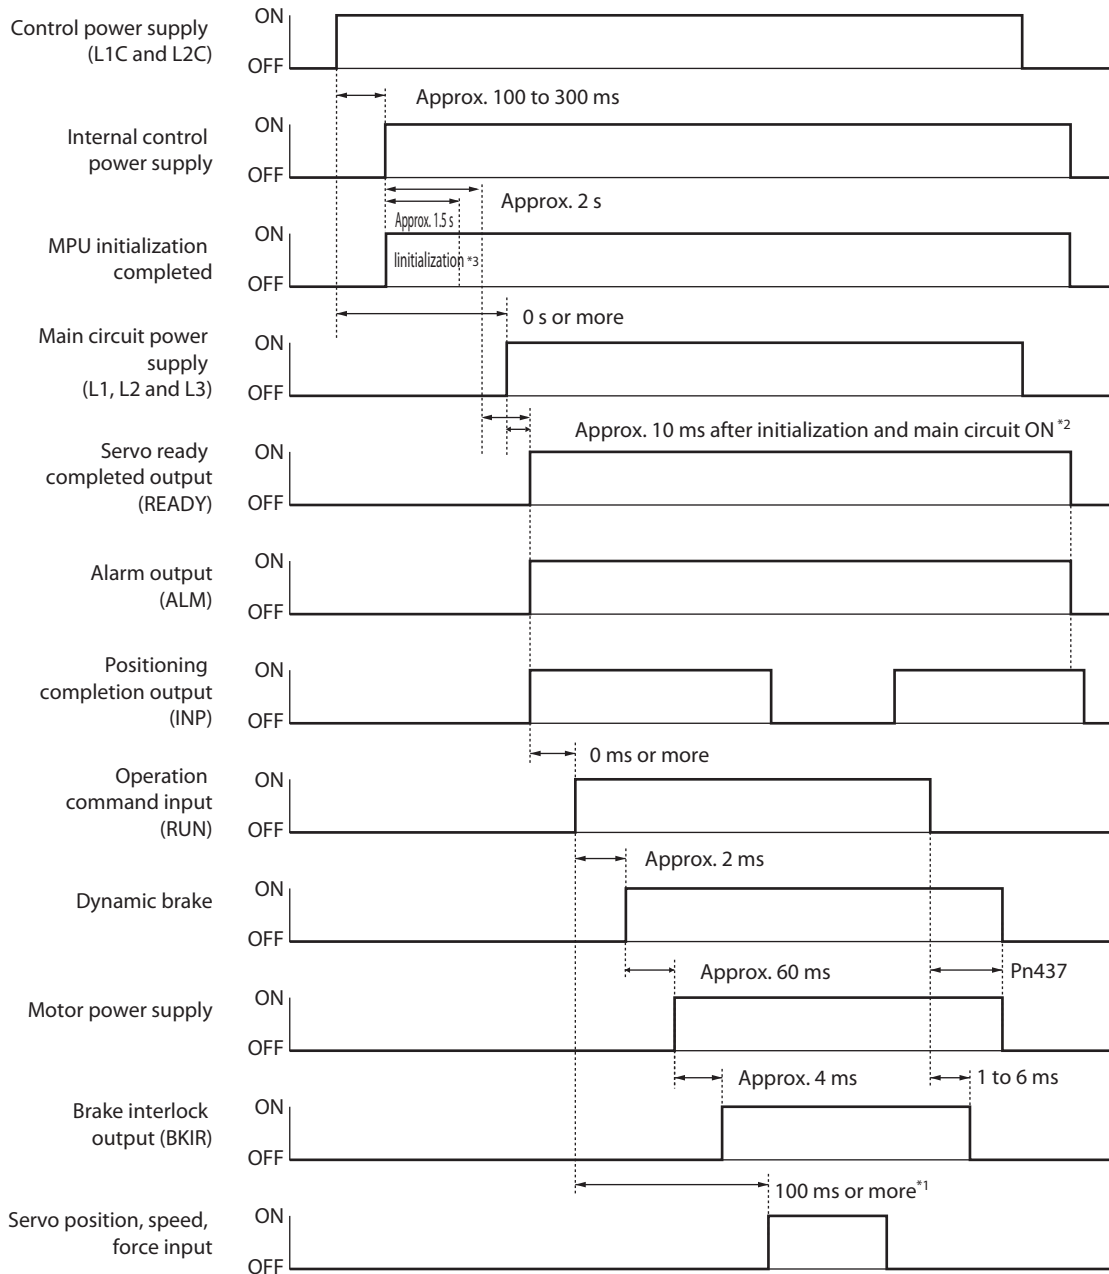 Control power supply
(L1C and L2C)
ON
OFF
Approx. 100 to 300 ms
Internal control
power supply
ON
OFF
Approx. 2 s
Approx. 1.5 s
MPU initialization
completed
ON
OFF
Iinitialization *3
0 s or more
Main circuit power
supply
(L1, L2 and L3)
ON
OFF
Approx. 10 ms after initialization and main circuit ON*2
Servo ready
completed output
(READY)
ON
OFF
Alarm output
(ALM)
ON
OFF
Positioning
completion output
(INP)
ON
OFF
0 ms or more
Operation
command input
(RUN)
ON
OFF
Approx. 2 ms
Dynamic brake
ON
OFF
Approx. 60 ms
Pn437
Motor power supply
ON
OFF
Approx. 4 ms
1 to 6 ms
Brake interlock
output (BKIR)
ON
OFF
100 ms or more*1
Servo position, speed,
force input
ON
OFF